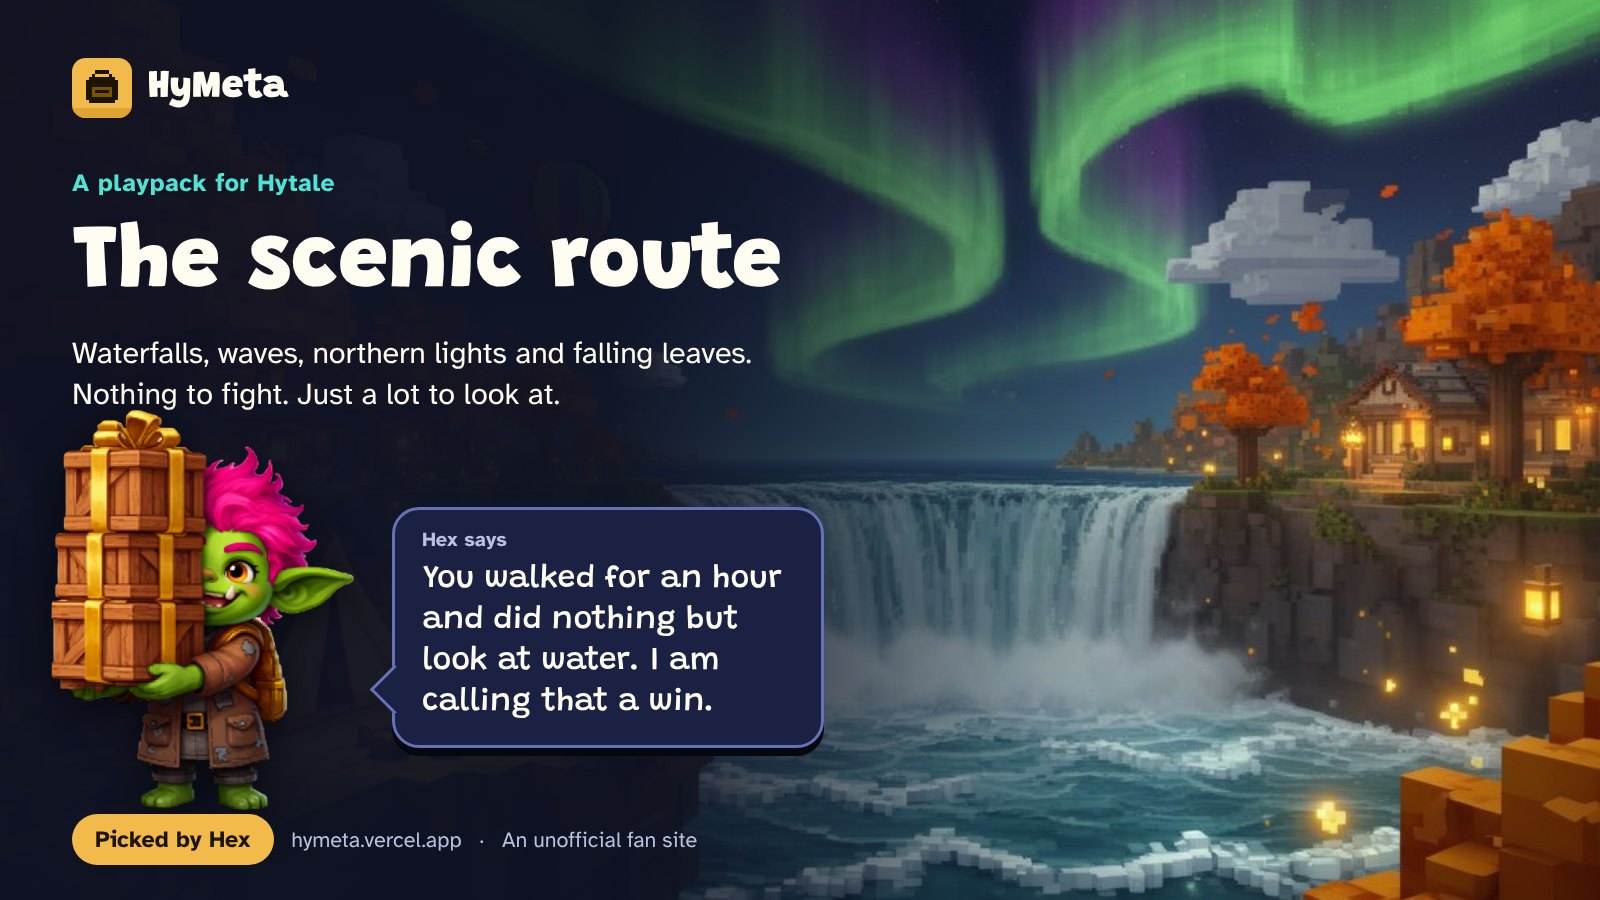 HyMeta
A playpack for Hytale
The scenic route
Waterfalls, waves, northern lights and falling leaves.
Nothing to fight. Just a lot to look at.
Hex says
You walked for an hour
and did nothing but
look at water. I am
calling that a win.
Picked by Hex
hymeta.vercel.app · An unofficial fan site